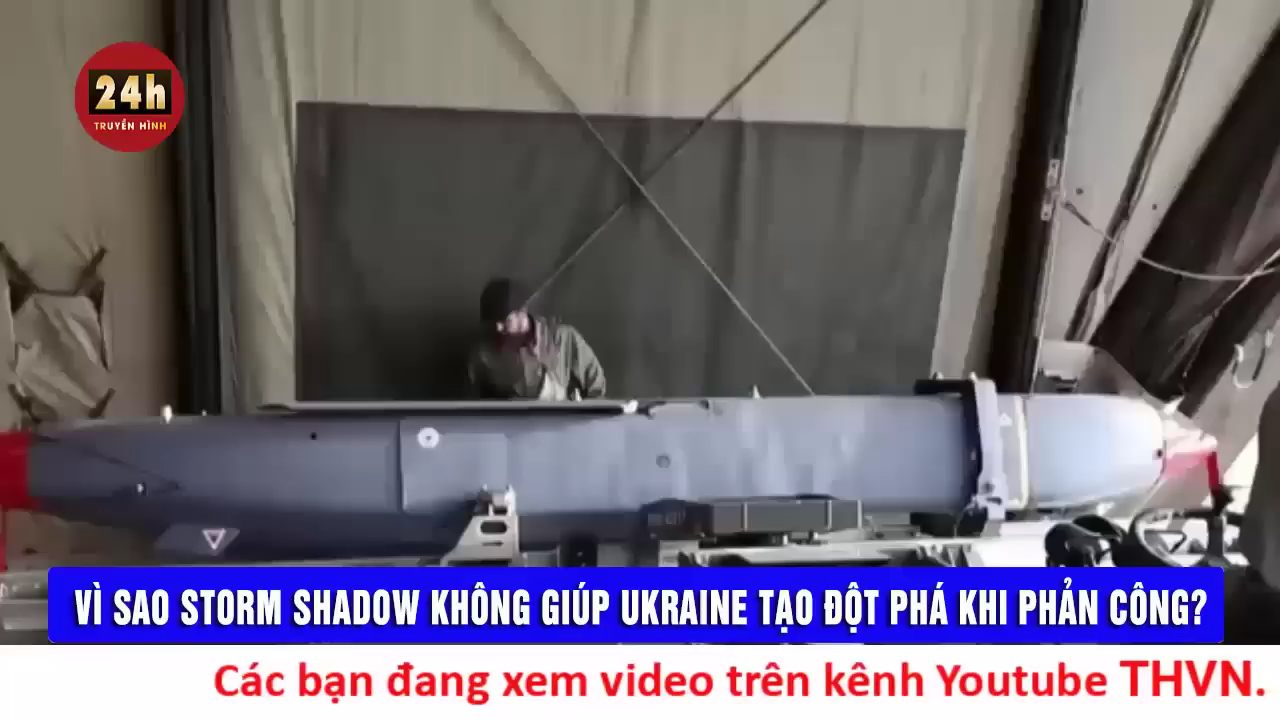 24h
TRUYỀN HÌNH
VÌ SAO STORM SHADOW KHÔNG GIÚP UKRAINE TẠO ĐỘT PHÁ KHI PHẢN CÔNG?
Các bạn đang xem video trên kênh Youtube THVN.